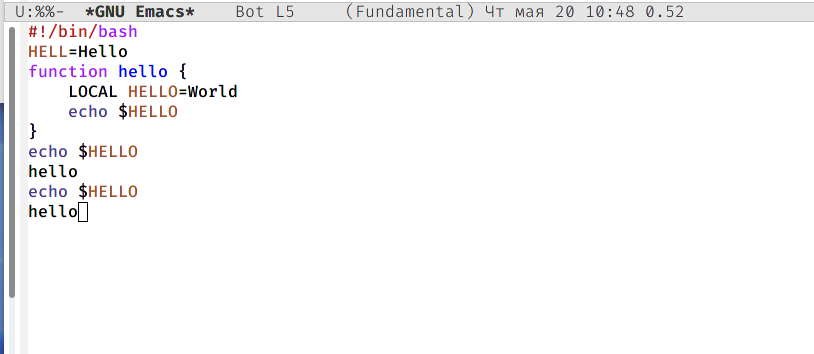 U:%%-  *GNU Emacs*    Bot L5     (Fundamental) Чт мая 20 10:48 0.52
#!/bin/bash
HELL=Hello
function hello {
    LOCAL HELLO=World
    echo $HELLO
}
echo $HELLO
hello
echo $HELLO
hello